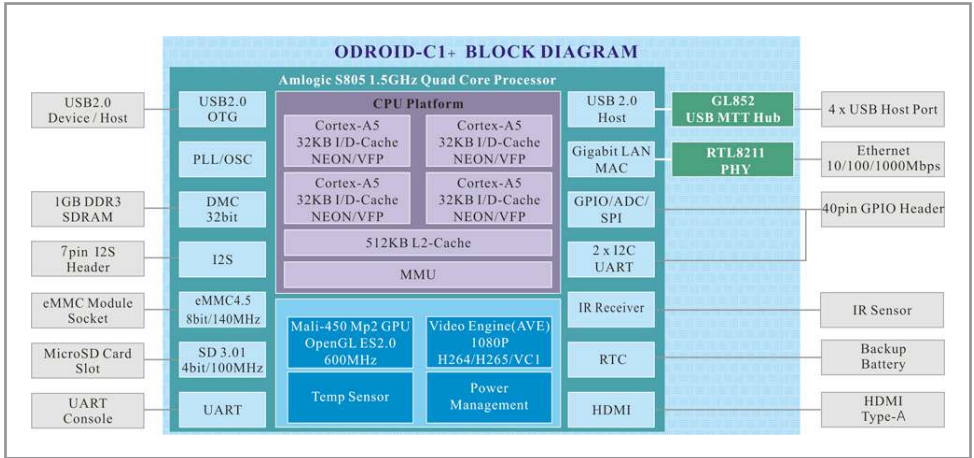 ODROID-C1+ BLOCK DIAGRAM
Amlogic S805 1.5GHz Quad Core Processor
USB2.0
Device / Host
PLL/OSC
1GB DDR3
SDRAM
7pin I2S
Header
eMMC Module
Socket
MicroSD Card
Slot
UART
Console
USB2.0
OTG
DMC
32bit
I2S
eMMC4.5
8bit/140MHz
SD 3.01
4bit/100MHz
UART
CPU Platform
Cortex-A5
32KB I/D-Cache
NEON/VFP
Cortex-A5
32KB I/D-Cache
NEON/VFP
Cortex-A5
32KB I/D-Cache
NEON/VFP
Cortex-A5
32KB I/D-Cache
NEON/VFP
512KB L2-Cache
MMU
Mali-450 Mp2 GPU
OpenGL ES2.0
600MHz
Video Engine(AVE)
1080P
H264/H265/VC1
Temp Sensor
Power
Management
USB 2.0
Host
Gigabit LAN
MAC
GPIO/ADC/
SPI
2 x I2C
UART
IR Receiver
RTC
HDMI
GL852
USB MTT Hub
RTL8211
PHY
4 x USB Host Port
Ethernet
10/100/1000Mbps
40pin GPIO Header
IR Sensor
Backup
Battery
HDMI
Type-A